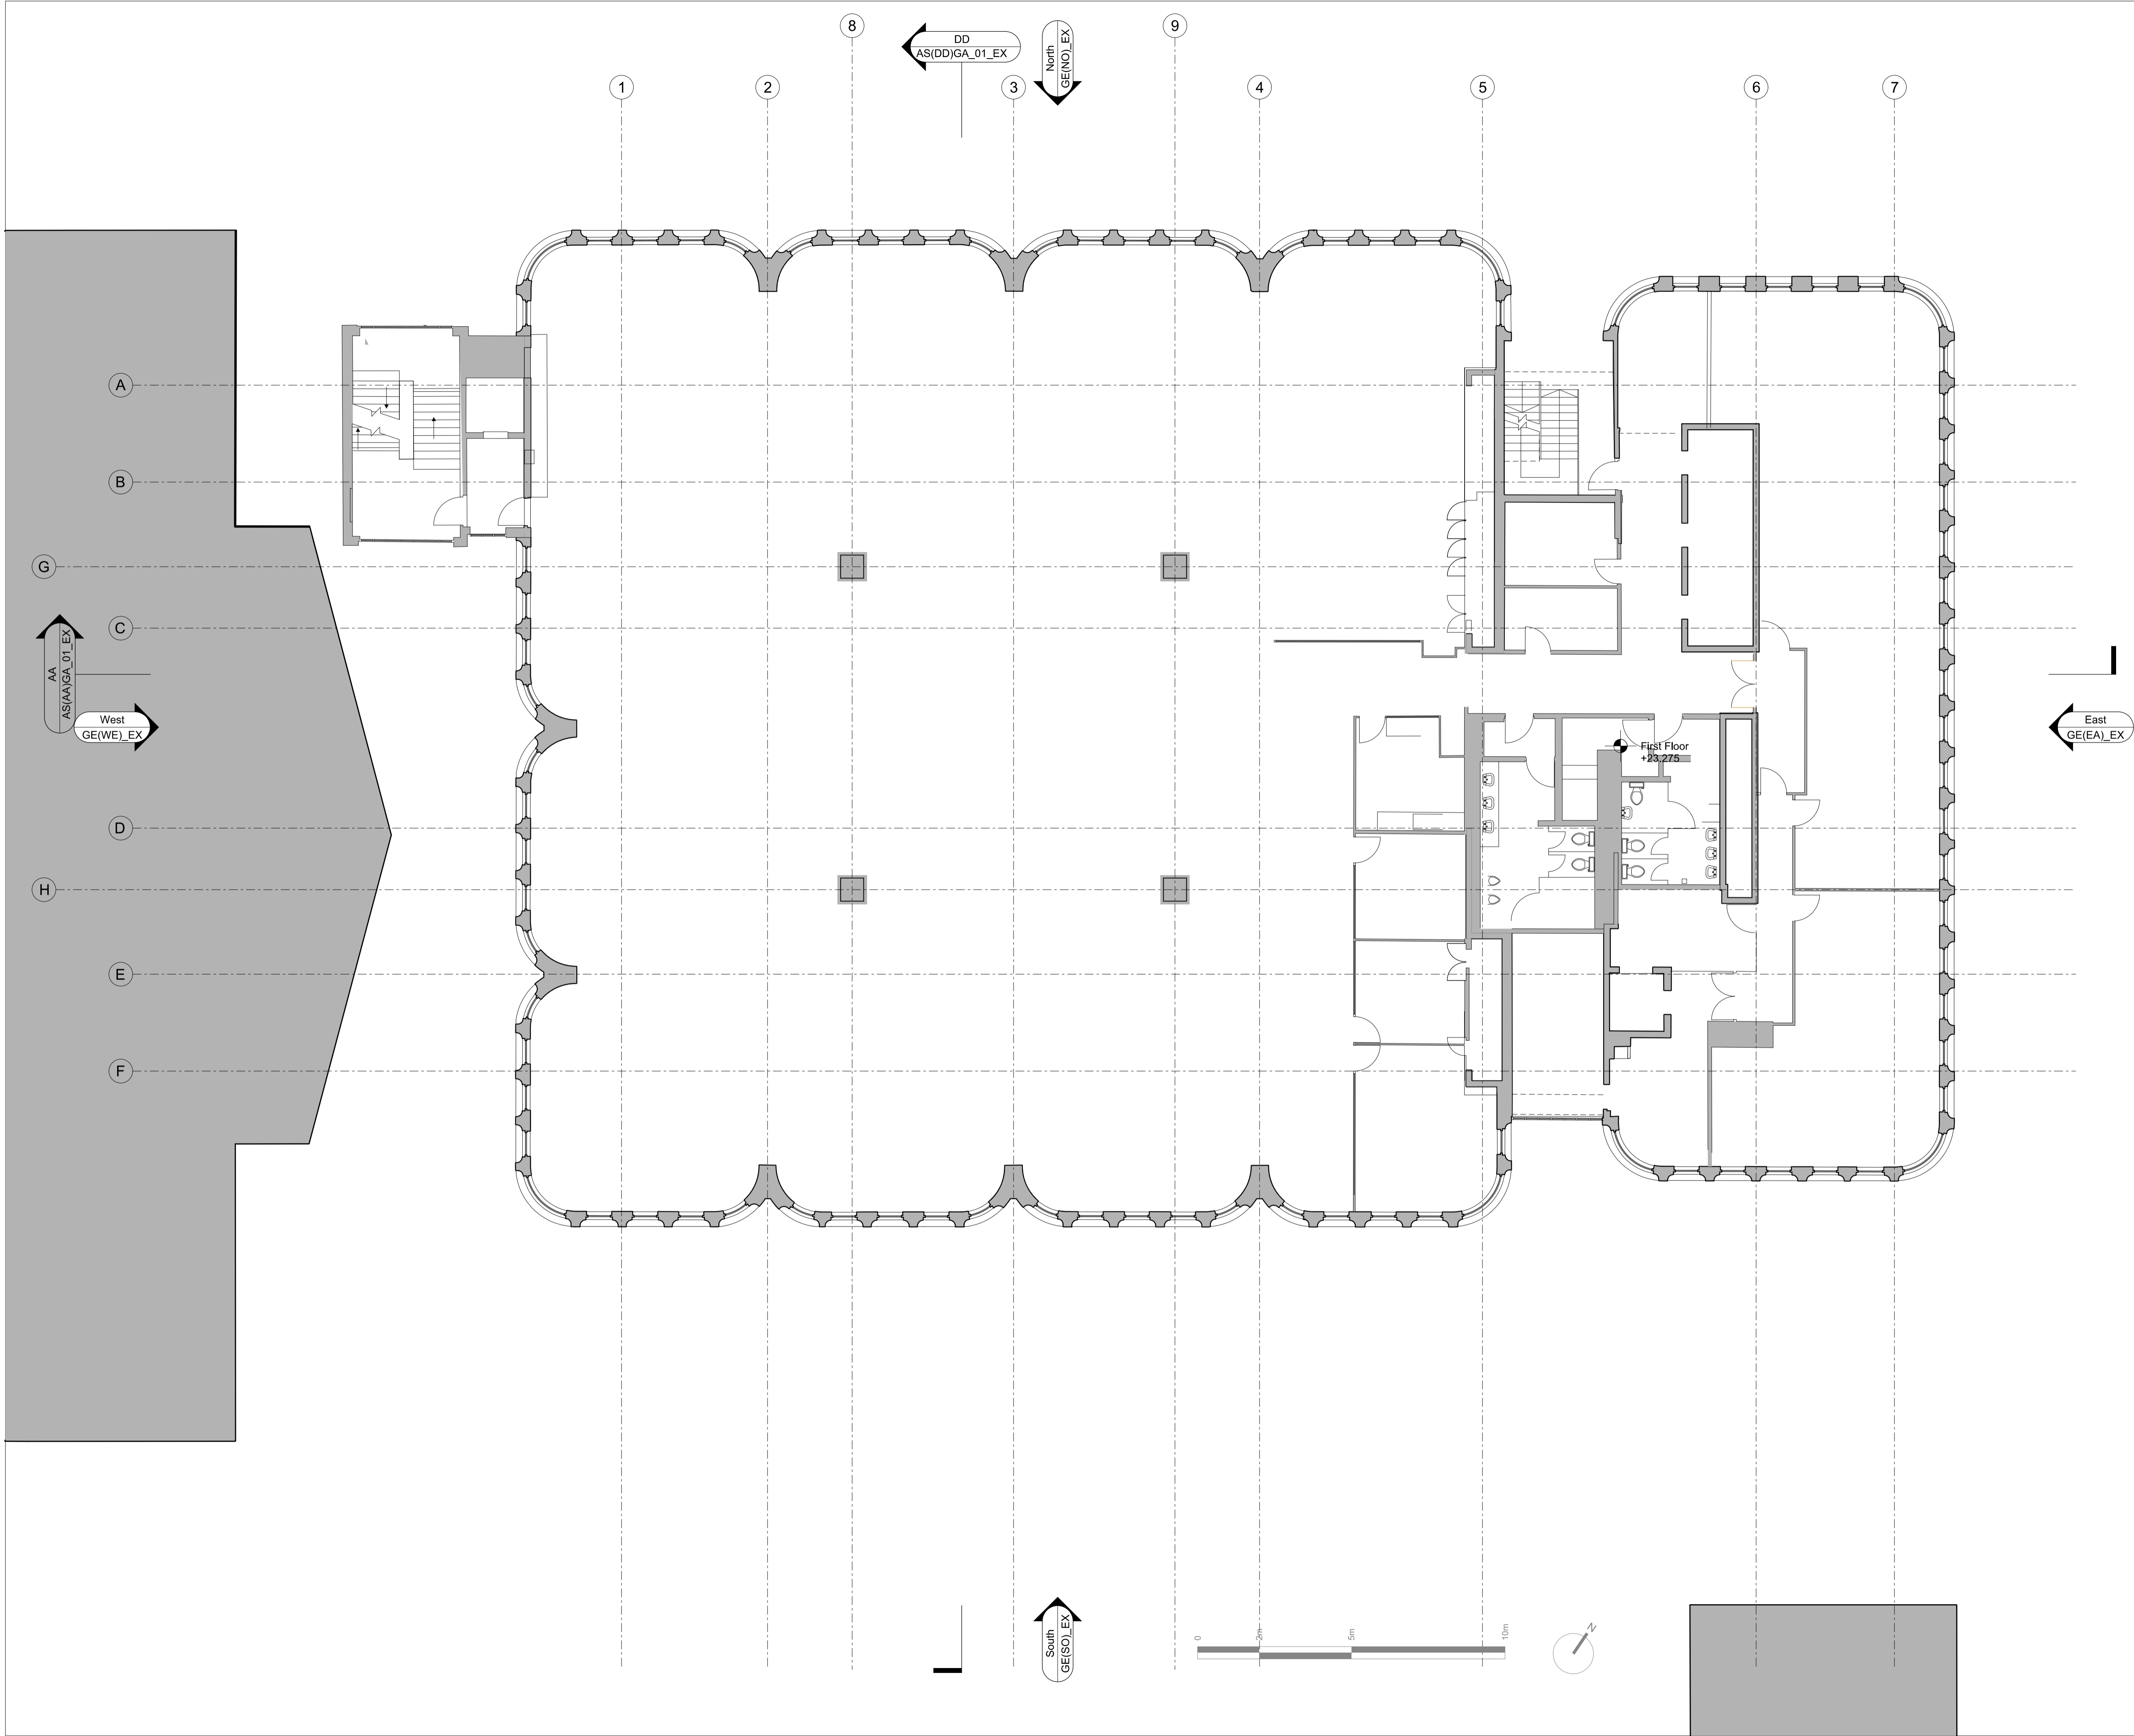 8
9
DD
AS(DD)GA_01_EX
North
GE(NO)_EX
1
2
3
4
5
6
7
A
B
G
C
AA
AS(AA)GA_01_EX
West
GE(WE)_EX
East
GE(EA)_EX
First Floor
+23.275
D
H
E
F
South
GE(SO)_EX
0
2m
5m
10m
N